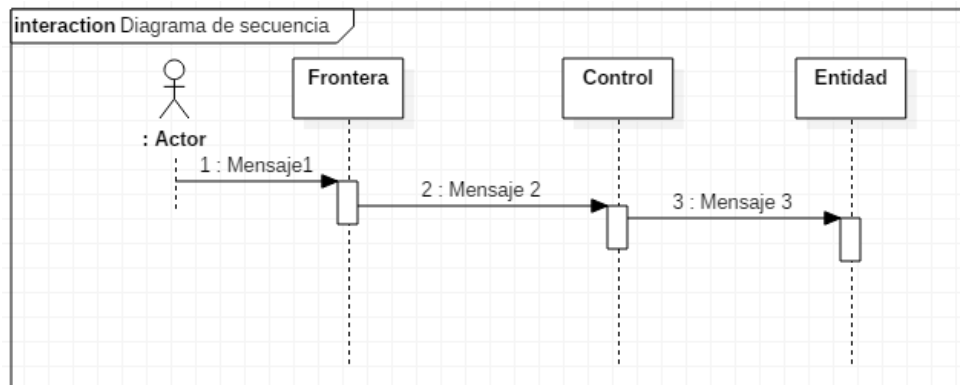 interaction Diagrama de secuencia
Frontera
Control
Entidad
: Actor
1 : Mensaje1
2 : Mensaje 2
3 : Mensaje 3